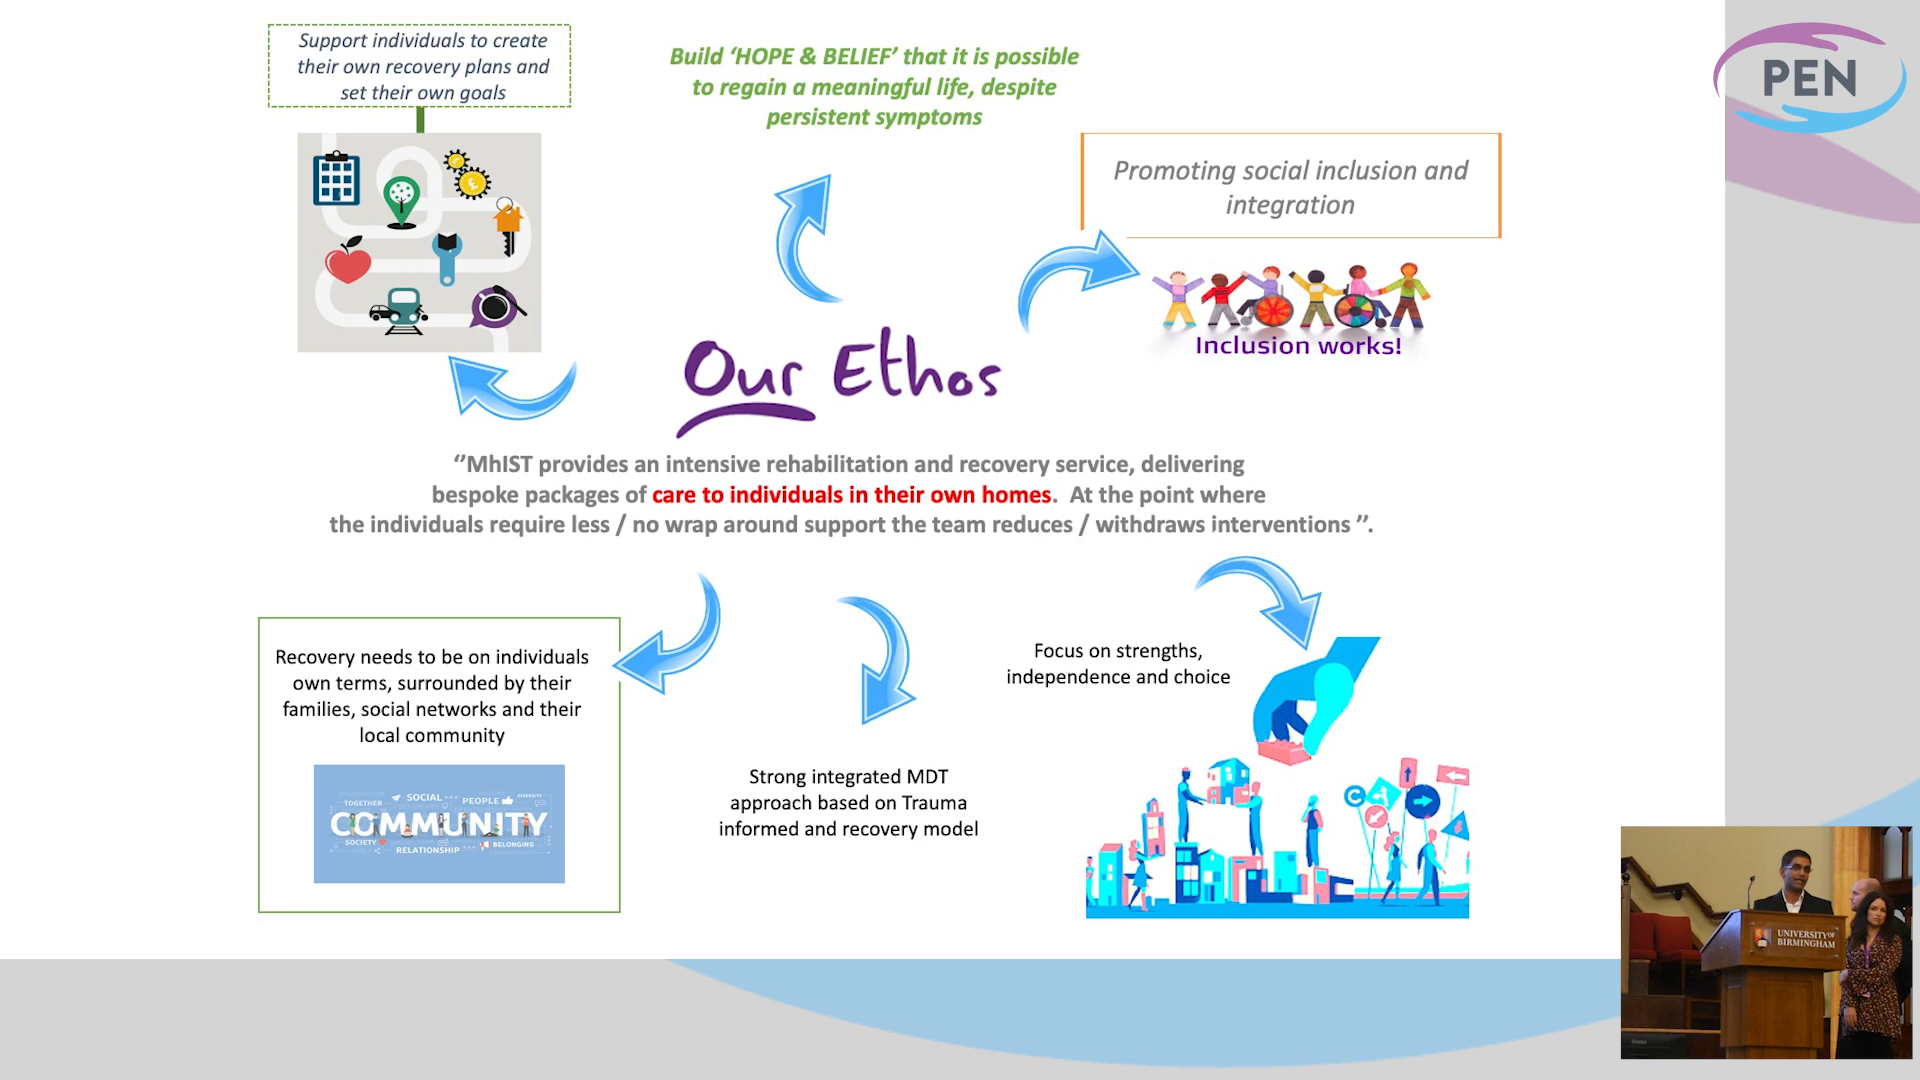 Support individuals to create
their own recovery plans and
set their own goals
Build ‘HOPE & BELIEF’ that it is possible
to regain a meaningful life, despite
persistent symptoms
PEN
Promoting social inclusion and
integration
Inclusion works!
Our Ethos
‘’MhIST provides an intensive rehabilitation and recovery service, delivering
bespoke packages of care to individuals in their own homes.  At the point where
the individuals require less / no wrap around support the team reduces / withdraws interventions ’’.
Recovery needs to be on individuals
own terms, surrounded by their
families, social networks and their
local community
SOCIAL
PEOPLE
DIVERSITY
TOGETHER
COMMUNITY
SOCIETY
RELATIONSHIP
BELONGING
Strong integrated MDT
approach based on Trauma
informed and recovery model
Focus on strengths,
independence and choice
C
UNIVERSITY OF
BIRMINGHAM